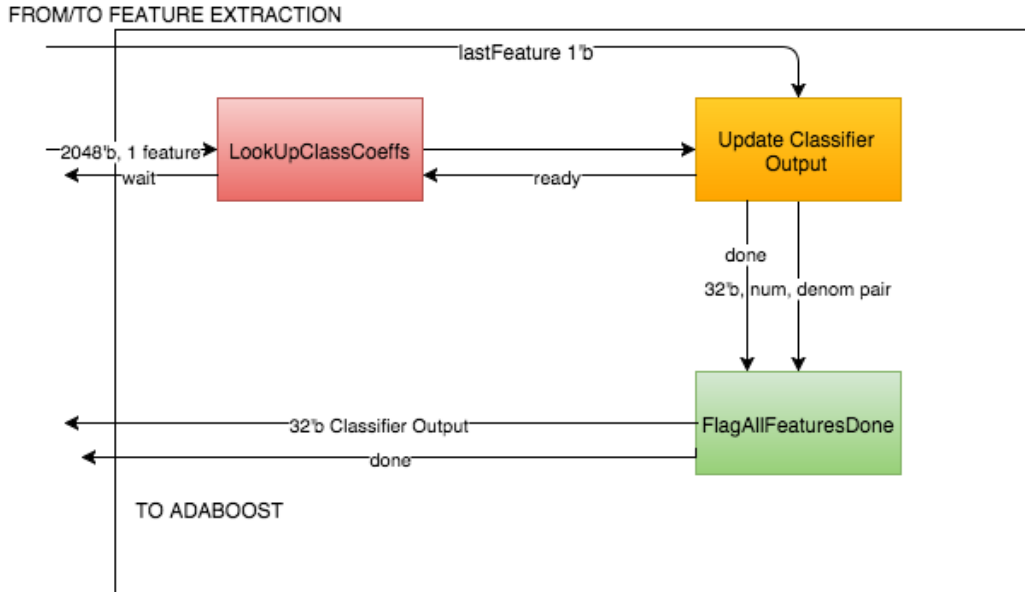 FROM/TO FEATURE EXTRACTION
lastFeature 1'b
2048'b, 1 feature
LookUpClassCoeffs
Update Classifier
Output
wait
ready
done
32'b, num, denom pair
32'b Classifier Output
FlagAllFeaturesDone
done
TO ADABOOST